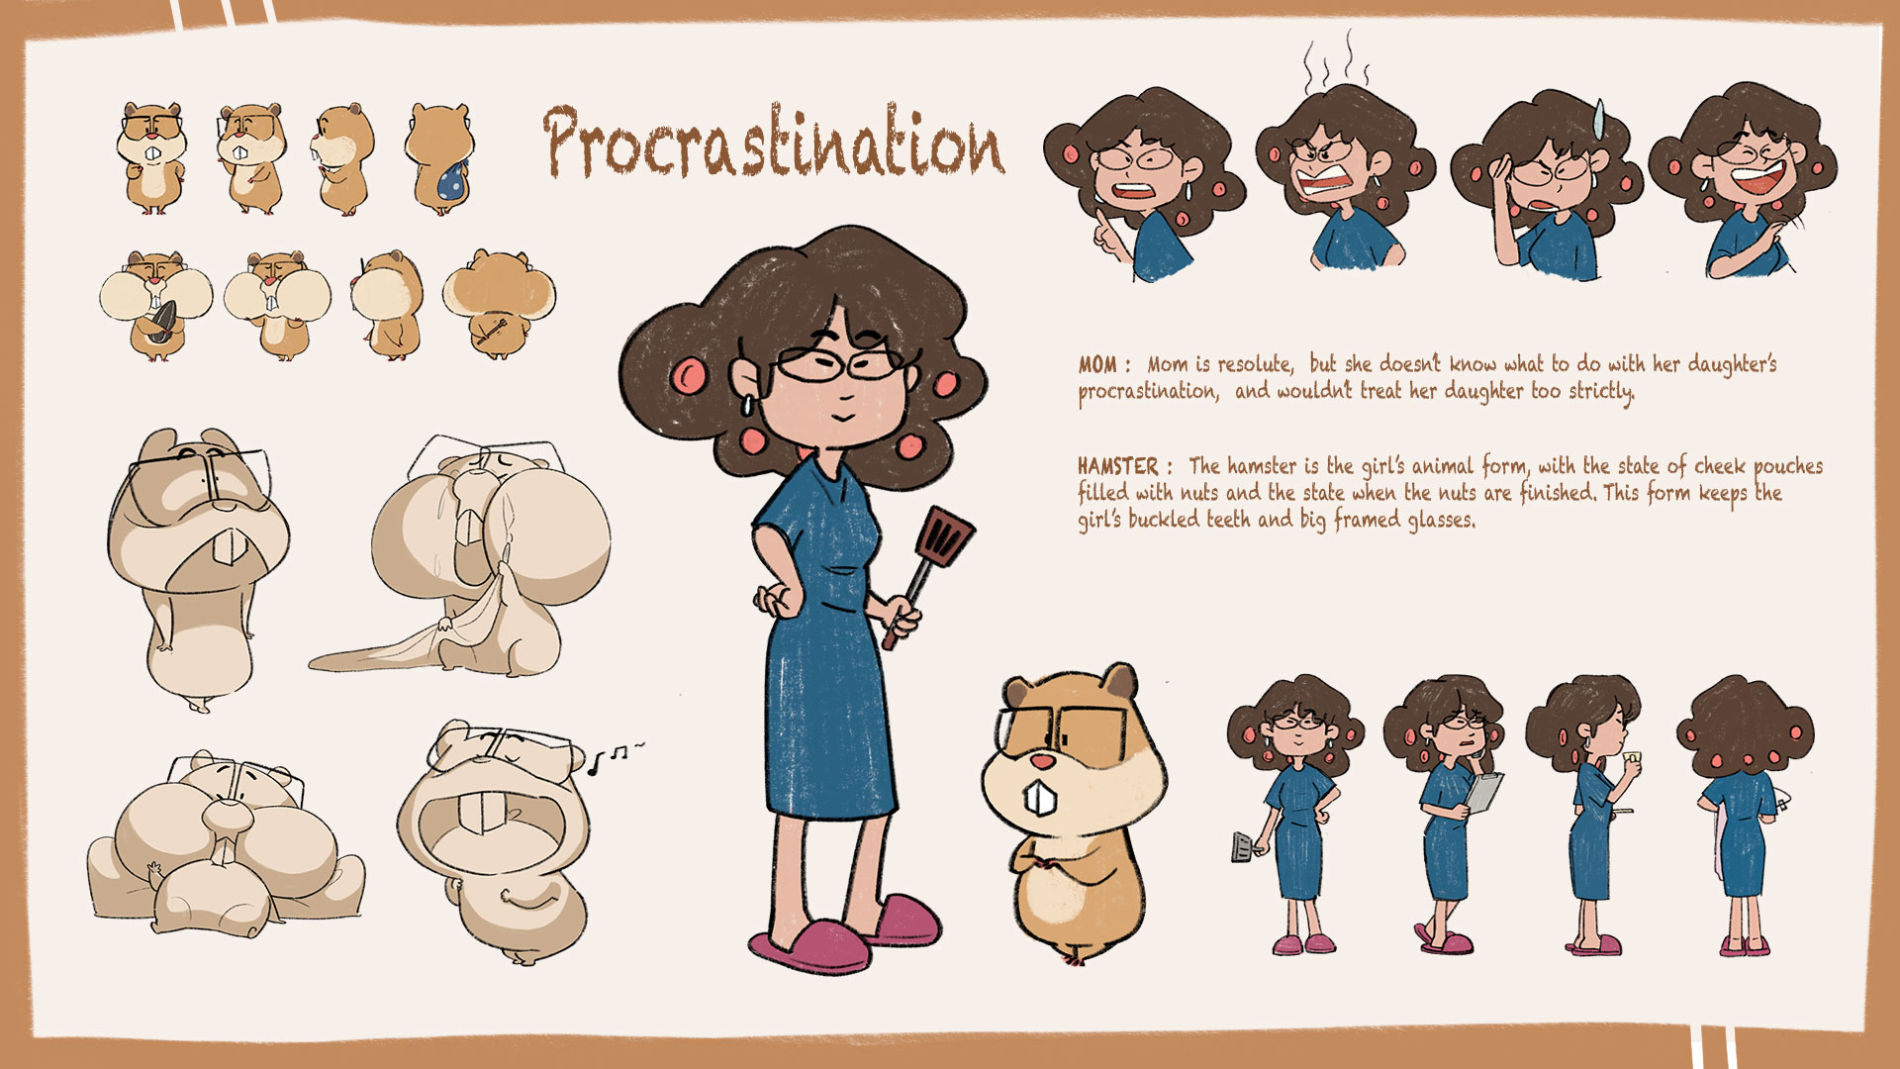 Procrastination
MOM : Mom is resolute, but she doesn't know what to do with her daughter's
procrastination, and wouldn't treat her daughter too strictly.
HAMSTER : The hamster is the girl's animal form, with the state of cheek pouches
filled with nuts and the state when the nuts are finished. This form keeps the
girl's buckled teeth and big framed glasses.